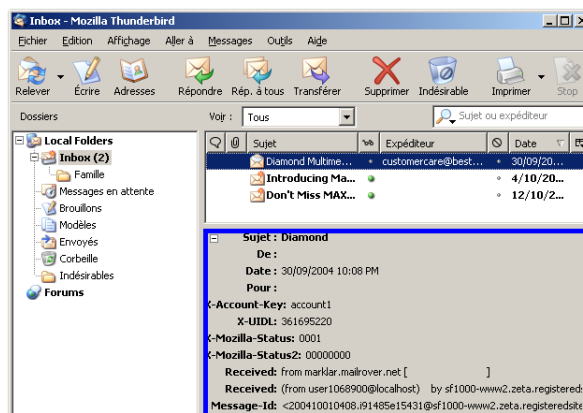 Inbox - Mozilla Thunderbird
Fichier Edition Affichage Aller à Messages Outils Aide
Relever Écrire Adresses Répondre Rép. à tous Transférer Supprimer Indésirable Imprimer Stop
Dossiers Voir : Tous Sujet ou expéditeur
Local Folders
Inbox (2)
Famille
Messages en attente
Brouillons
Modèles
Envoyés
Corbeille
Indésirables
Forums
Sujet Expéditeur Date
Diamond Multime... customercare@best... 30/09/20...
Introducing Ma... 4/10/20...
Don't Miss MAX... 12/10/2...
Sujet : Diamond
De :
Date : 30/09/2004 10:08 PM
Pour :
X-Account-Key: account1
X-UIDL: 361695220
X-Mozilla-Status: 0001
X-Mozilla-Status2: 00000000
Received: from marklar.mailrover.net [ ]
Received: (from user1068900@localhost) by sf1000-www2.zeta.registereds
Message-Id: <200410010408.i91485e15431@sf1000-www2.zeta.registeredsite